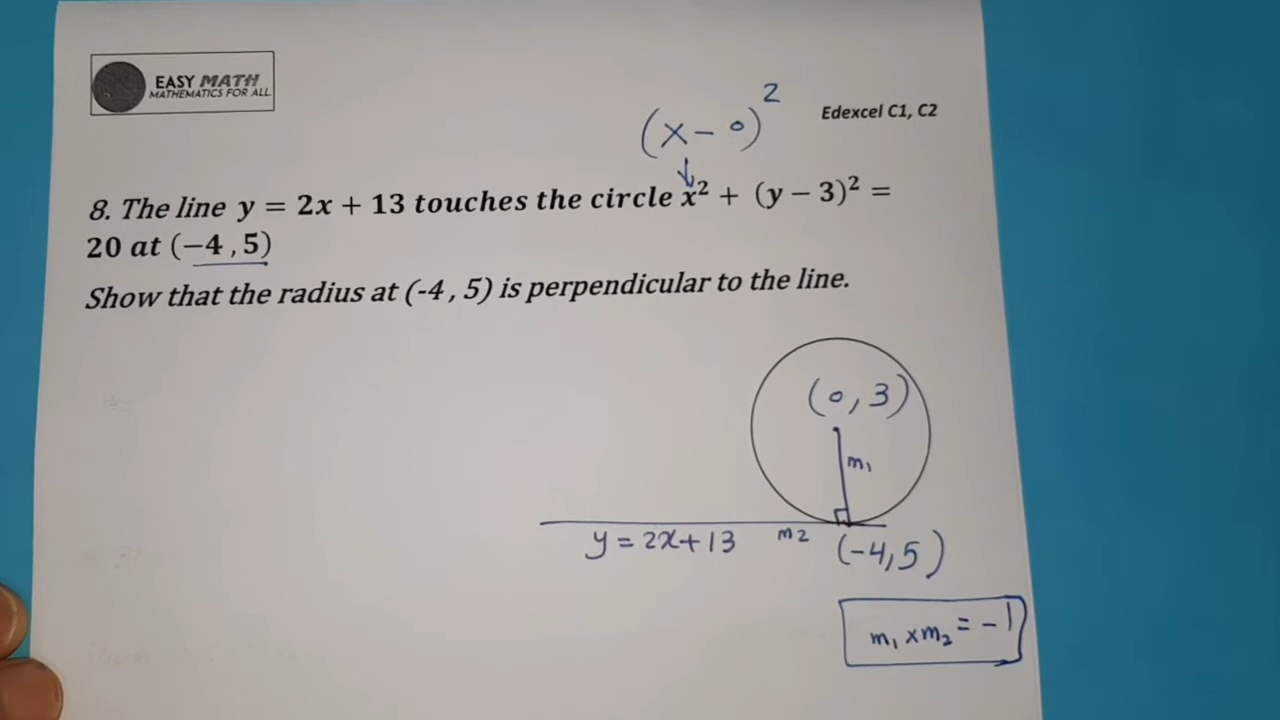 EASY MATH
MATHEMATICS FOR ALL
(x - 0)²
Edexcel C1, C2
↓
8. The line y = 2x + 13 touches the circle x² + (y − 3)² =
20 at (−4 , 5)
Show that the radius at (-4 , 5) is perpendicular to the line.
(0, 3)
m₁
y = 2x + 13
m2
(-4, 5)
m₁ x m₂ = -1